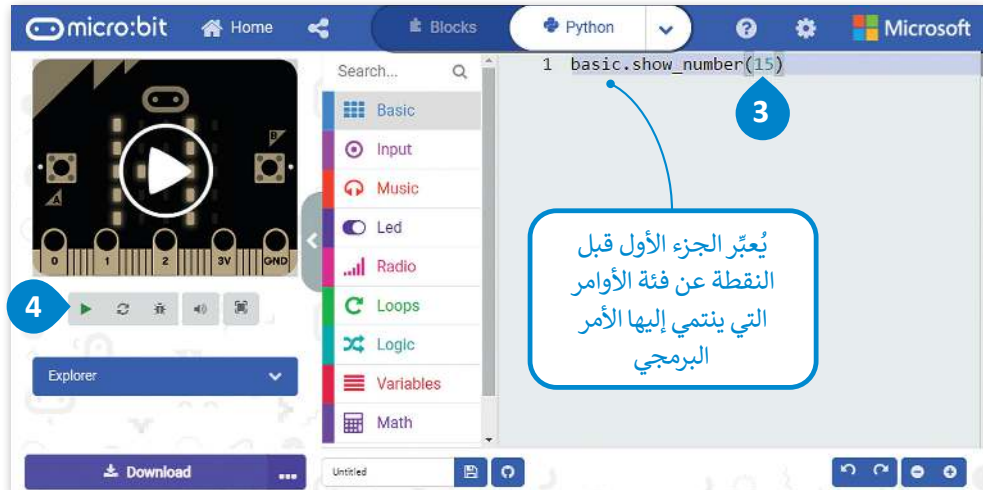 micro:bit Home Blocks Python Microsoft
Search...
Basic
Input
Music
Led
Radio
Loops
Logic
Variables
Math
1 basic.show_number(15)
3
يُعبِّر الجزء الأول قبل
النقطة عن فئة الأوامر
التي ينتمي إليها الأمر
البرمجي
B
A
0 1 2 3V GND
4
Explorer
Download ...
Untitled